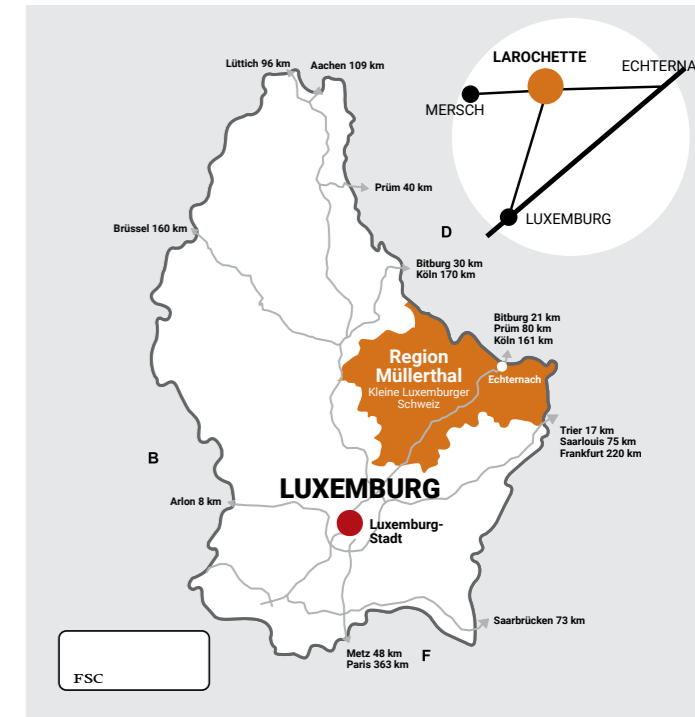 Lüttich 96 km
Aachen 109 km
LAROCHETTE
ECHTERNA
MERSCH
LUXEMBURG
Prüm 40 km
Brüssel 160 km
D
Bitburg 30 km
Köln 170 km
Bitburg 21 km
Prüm 80 km
Köln 161 km
Region
Müllerthal
Kleine Luxemburger
Schweiz
Echternach
Trier 17 km
Saarlouis 75 km
Frankfurt 220 km
B
LUXEMBURG
Arlon 8 km
Luxemburg-
Stadt
Saarbrücken 73 km
Metz 48 km
Paris 363 km
F
FSC